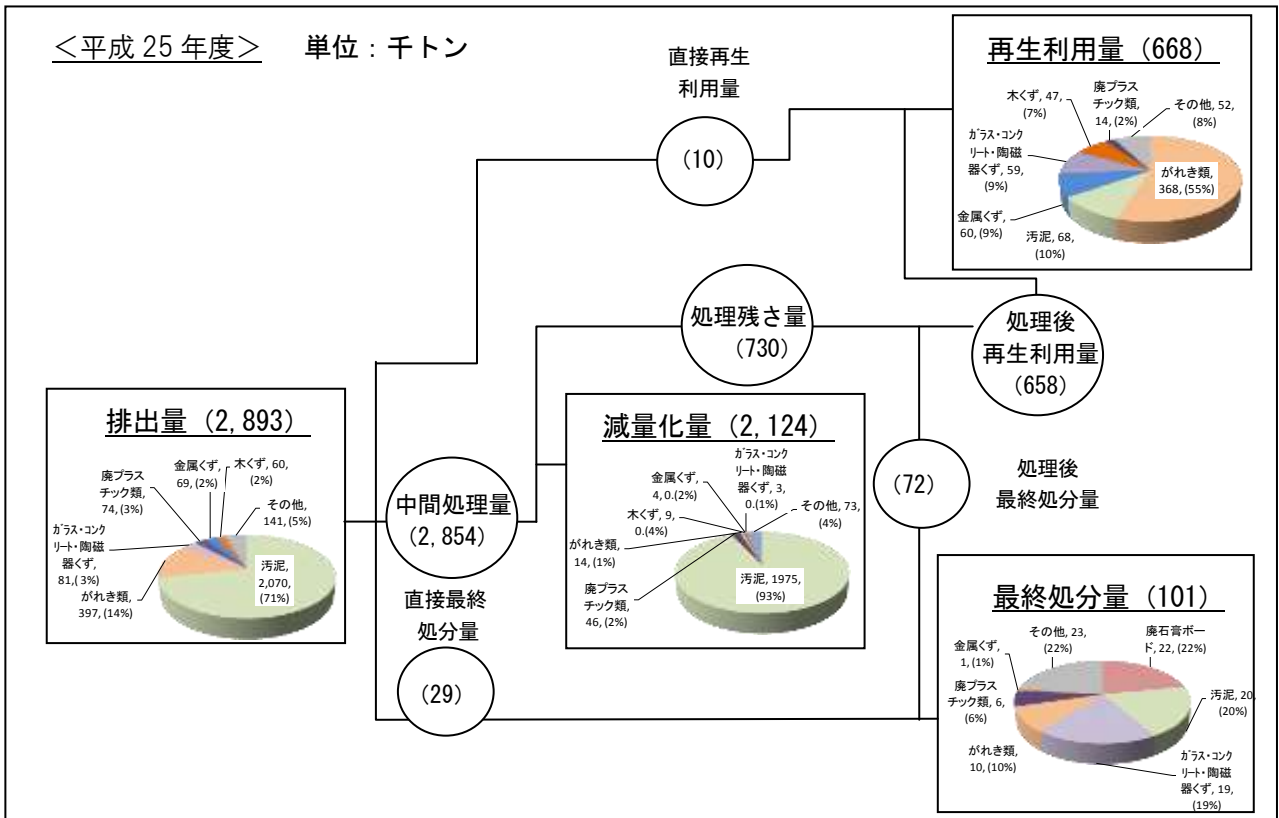 ＜平成 25 年度＞　単位：千トン
直接再生
利用量
(10)
再生利用量 (668)
木くず, 47,
(7%)
廃プラス
チック類,
14, (2%)
その他, 52,
(8%)
ガラス・コンク
リート・陶磁
器くず, 59,
(9%)
がれき類,
368, (55%)
金属くず,
60, (9%)
汚泥, 68,
(10%)
処理残さ量
(730)
処理後
再生利用量
(658)
排出量 (2,893)
廃プラス
チック類,
74, (3%)
金属くず,
69, (2%)
木くず, 60,
(2%)
その他,
141, (5%)
ガラス・コンク
リート・陶磁
器くず,
81,( 3%)
汚泥,
2,070,
(71%)
がれき類,
397, (14%)
中間処理量
(2,854)
減量化量 (2,124)
ガラス・コンク
リート・陶磁
器くず, 3,
0.(1%)
金属くず,
4, 0.(2%)
その他, 73,
(4%)
木くず, 9,
0.(4%)
がれき類,
14, (1%)
汚泥, 1975,
(93%)
廃プラス
チック類,
46, (2%)
(72)
処理後
最終処分量
直接最終
処分量
(29)
最終処分量 (101)
その他, 23,
(22%)
廃石膏ボー
ド, 22, (22%)
金属くず,
1, (1%)
廃プラス
チック類, 6,
(6%)
汚泥, 20,
(20%)
がれき類,
10, (10%)
ガラス・コンク
リート・陶磁
器くず, 19,
(19%)